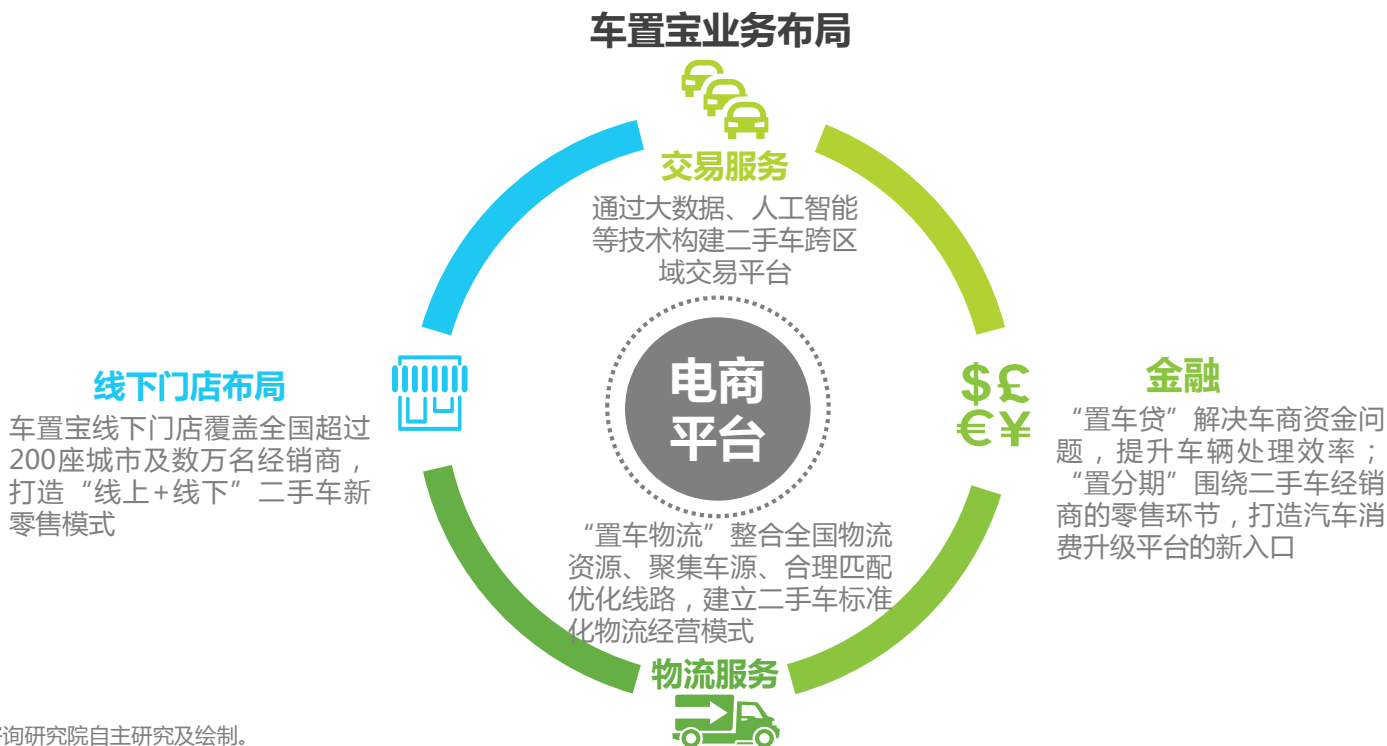 车置宝业务布局
交易服务
通过大数据、人工智能
等技术构建二手车跨区
域交易平台
电商
平台
线下门店布局
车置宝线下门店覆盖全国超过
200座城市及数万名经销商，
打造“线上+线下”二手车新
零售模式
$£
€¥
金融
“置车贷”解决车商资金问
题，提升车辆处理效率；
“置分期”围绕二手车经销
商的零售环节，打造汽车消
费升级平台的新入口
“置车物流”整合全国物流
资源、聚集车源、合理匹配
优化线路，建立二手车标准
化物流经营模式
物流服务
询研究院自主研究及绘制。